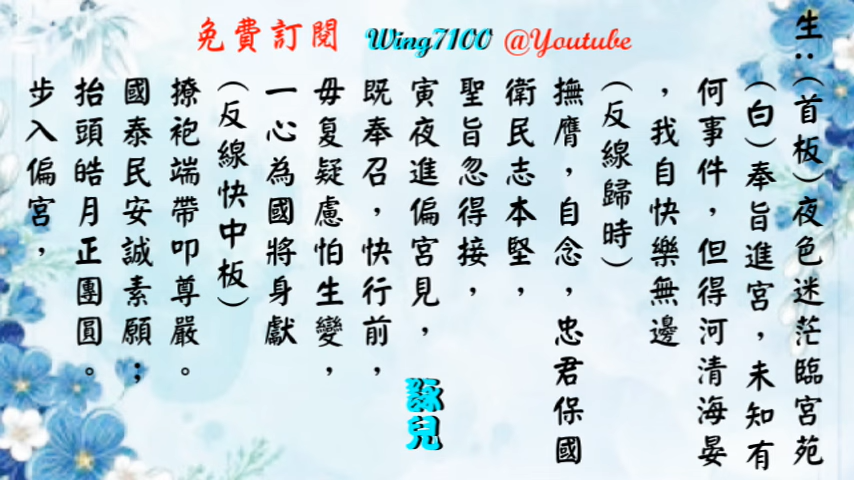 免費訂閱 Wing7100 @Youtube
生：（首板）夜色迷茫臨宮苑
（白）奉旨進宮，未知有
何事件，但得河清海晏
，我自快樂無邊
（反線歸時）
撫膺，自念，忠君保國
衛民志本堅，
聖旨忽得接，
寅夜進偏宮見，
既奉召，快行前，
毋复疑慮怕生變，
一心為國將身獻
（反線快中板）
撩袍端帶叩尊嚴。
國泰民安誠素願；
抬頭皓月正團圓。
步入偏宮，